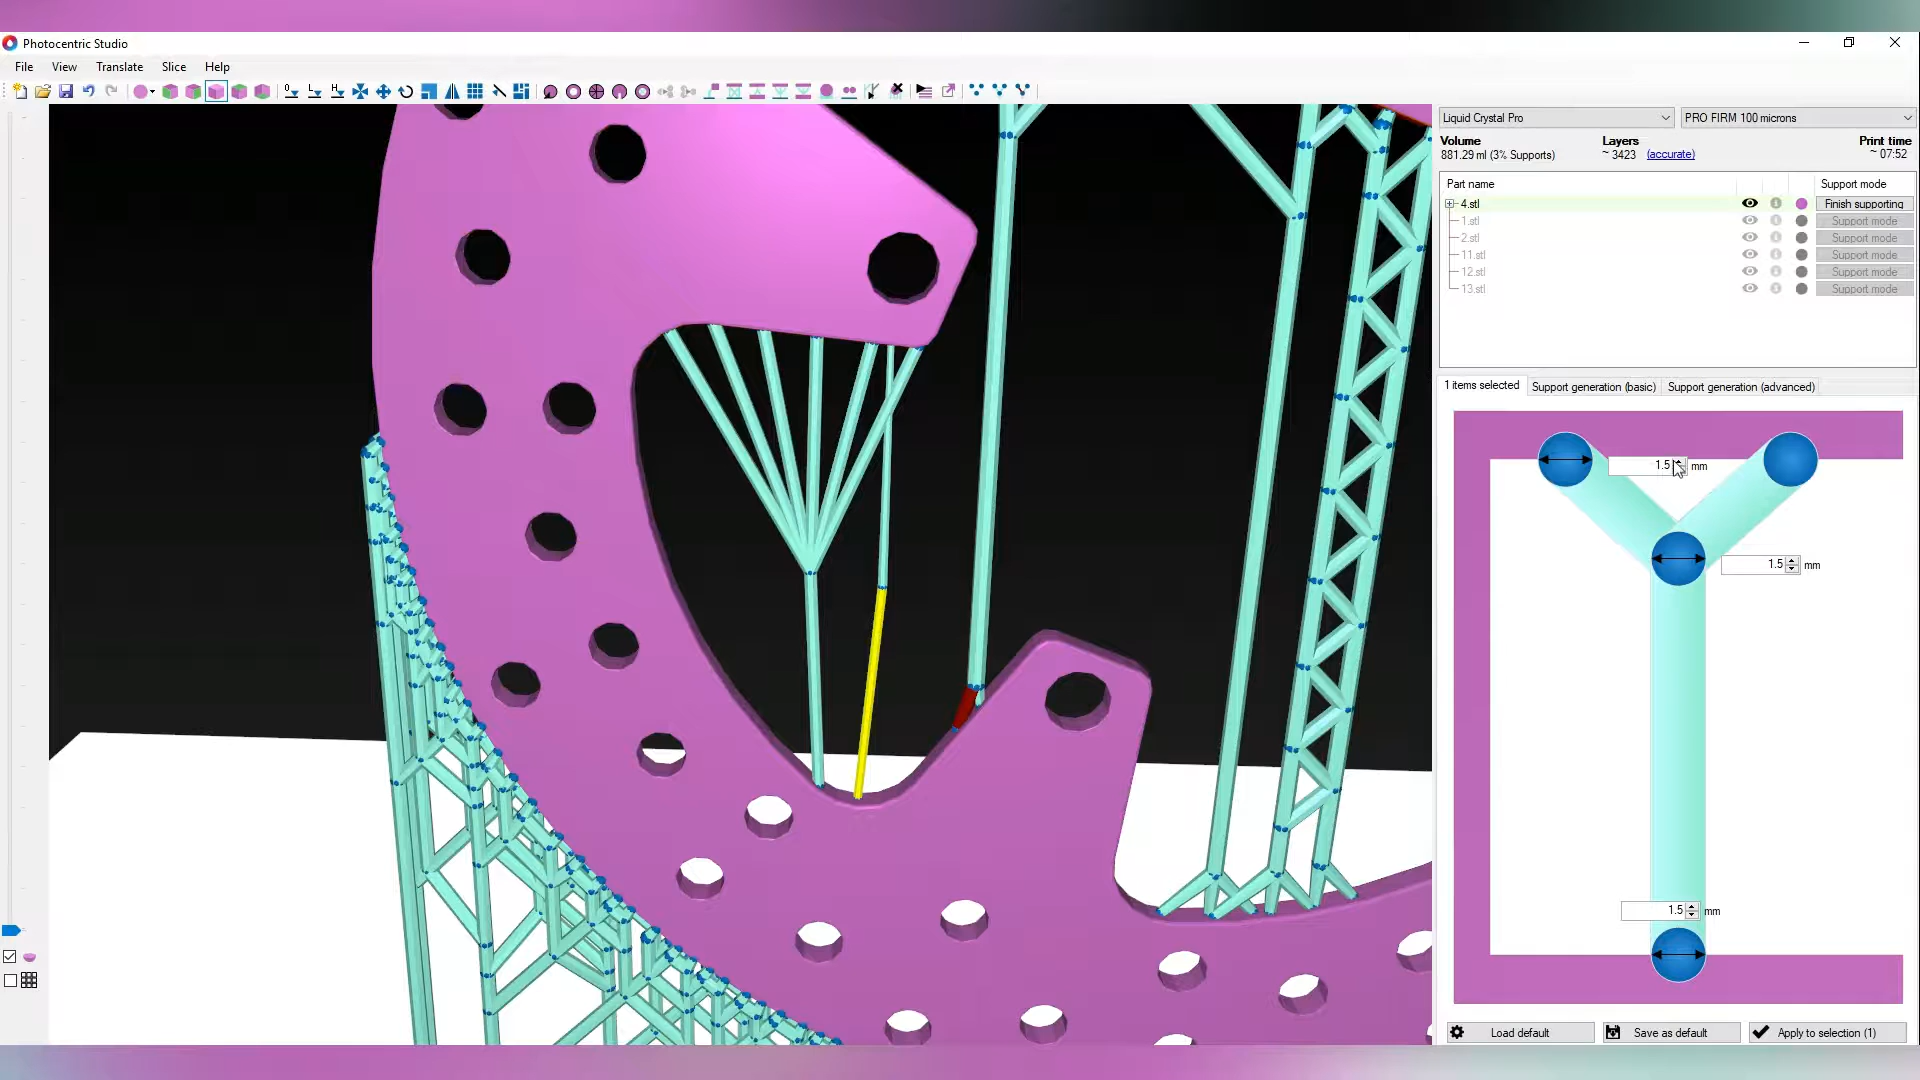 Photocentric Studio
File View Translate Slice Help
0 L H
Liquid Crystal Pro PRO FIRM 100 microns
Volume Layers Print time
881.29 ml (3% Supports) ~ 3423 (accurate) ~ 07:52
Part name Support mode
4.stl Finish supporting
1.stl Support mode
2.stl Support mode
11.stl Support mode
12.stl Support mode
13.stl Support mode
1 items selected Support generation (basic) Support generation (advanced)
1.5 mm
1.5 mm
1.5 mm
Load default Save as default Apply to selection (1)